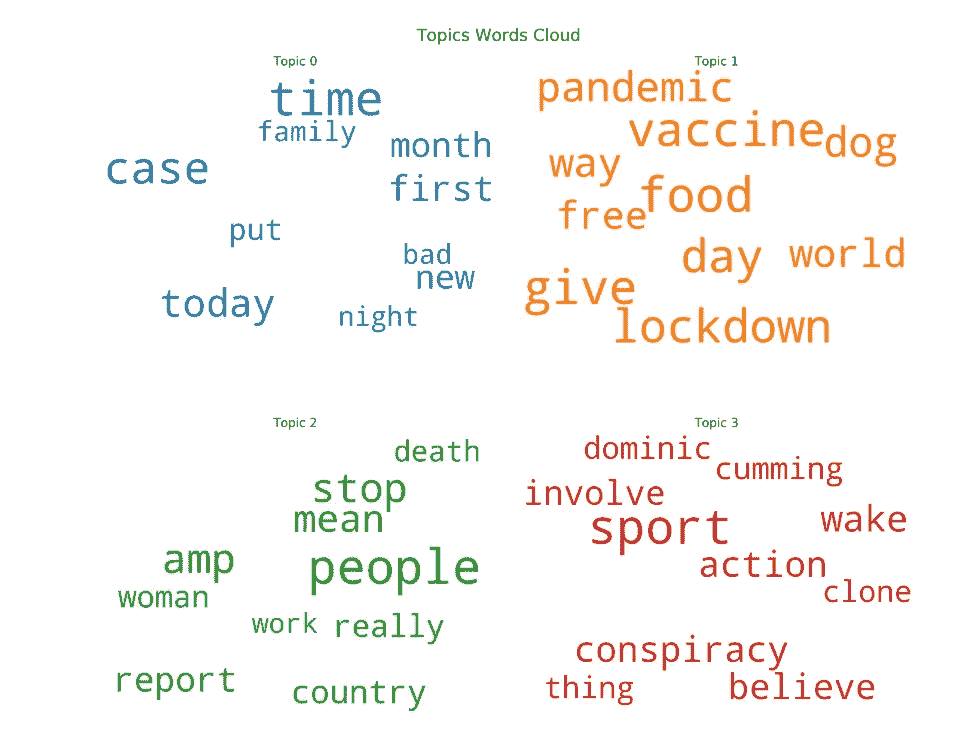 Topics Words Cloud
Topic 0
time
family
month
case
first
put
bad
new
today
night
Topic 1
pandemic
vaccine
dog
way
food
free
day
world
give
lockdown
Topic 2
death
stop
mean
amp
people
woman
work
really
report
country
Topic 3
dominic
cumming
involve
sport
wake
action
clone
conspiracy
thing
believe